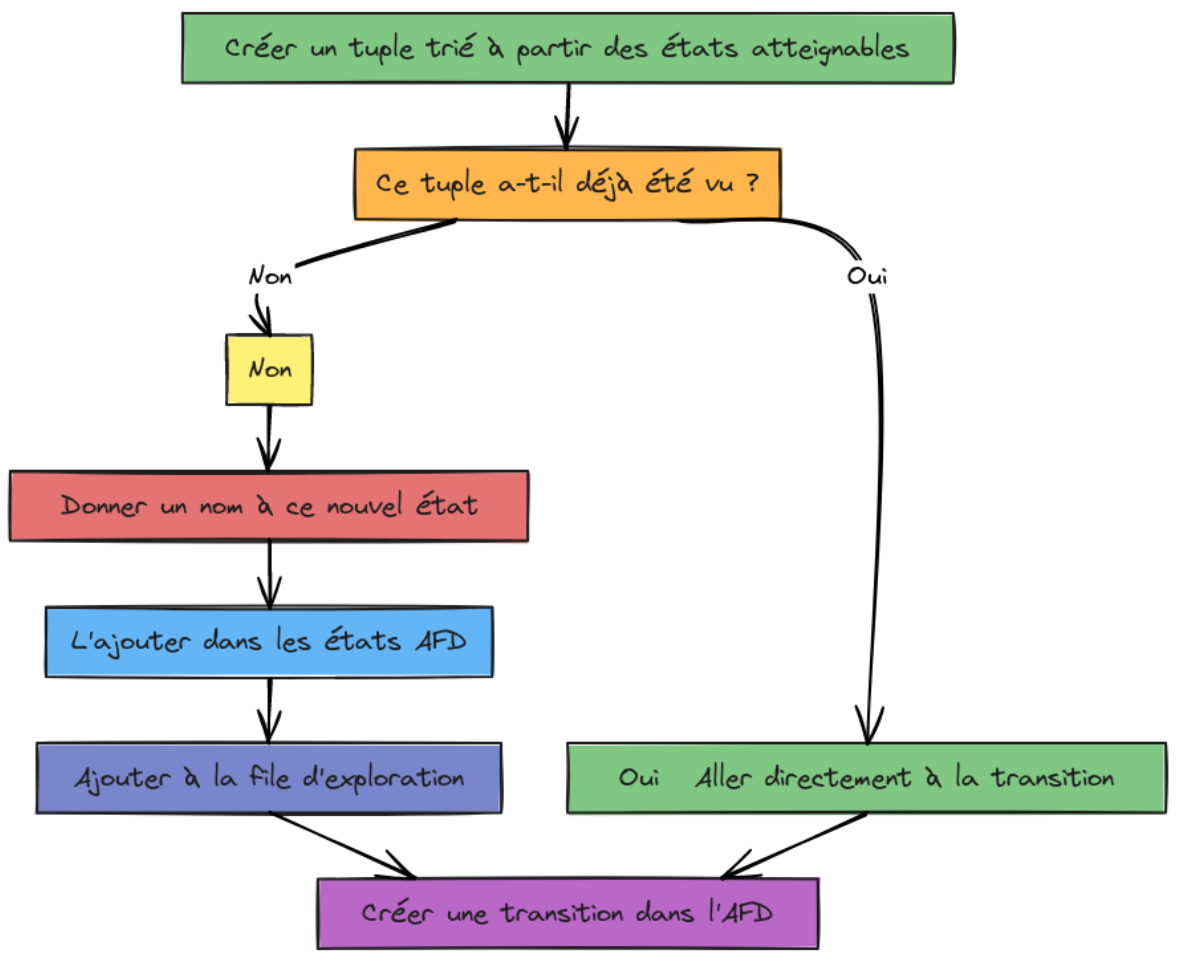 Créer un tuple trié à partir des états atteignables
Ce tuple a-t-il déjà été vu ?
Non
Oui
Non
Donner un nom à ce nouvel état
L'ajouter dans les états AFD
Ajouter à la file d'exploration
Oui Aller directement à la transition
Créer une transition dans l'AFD